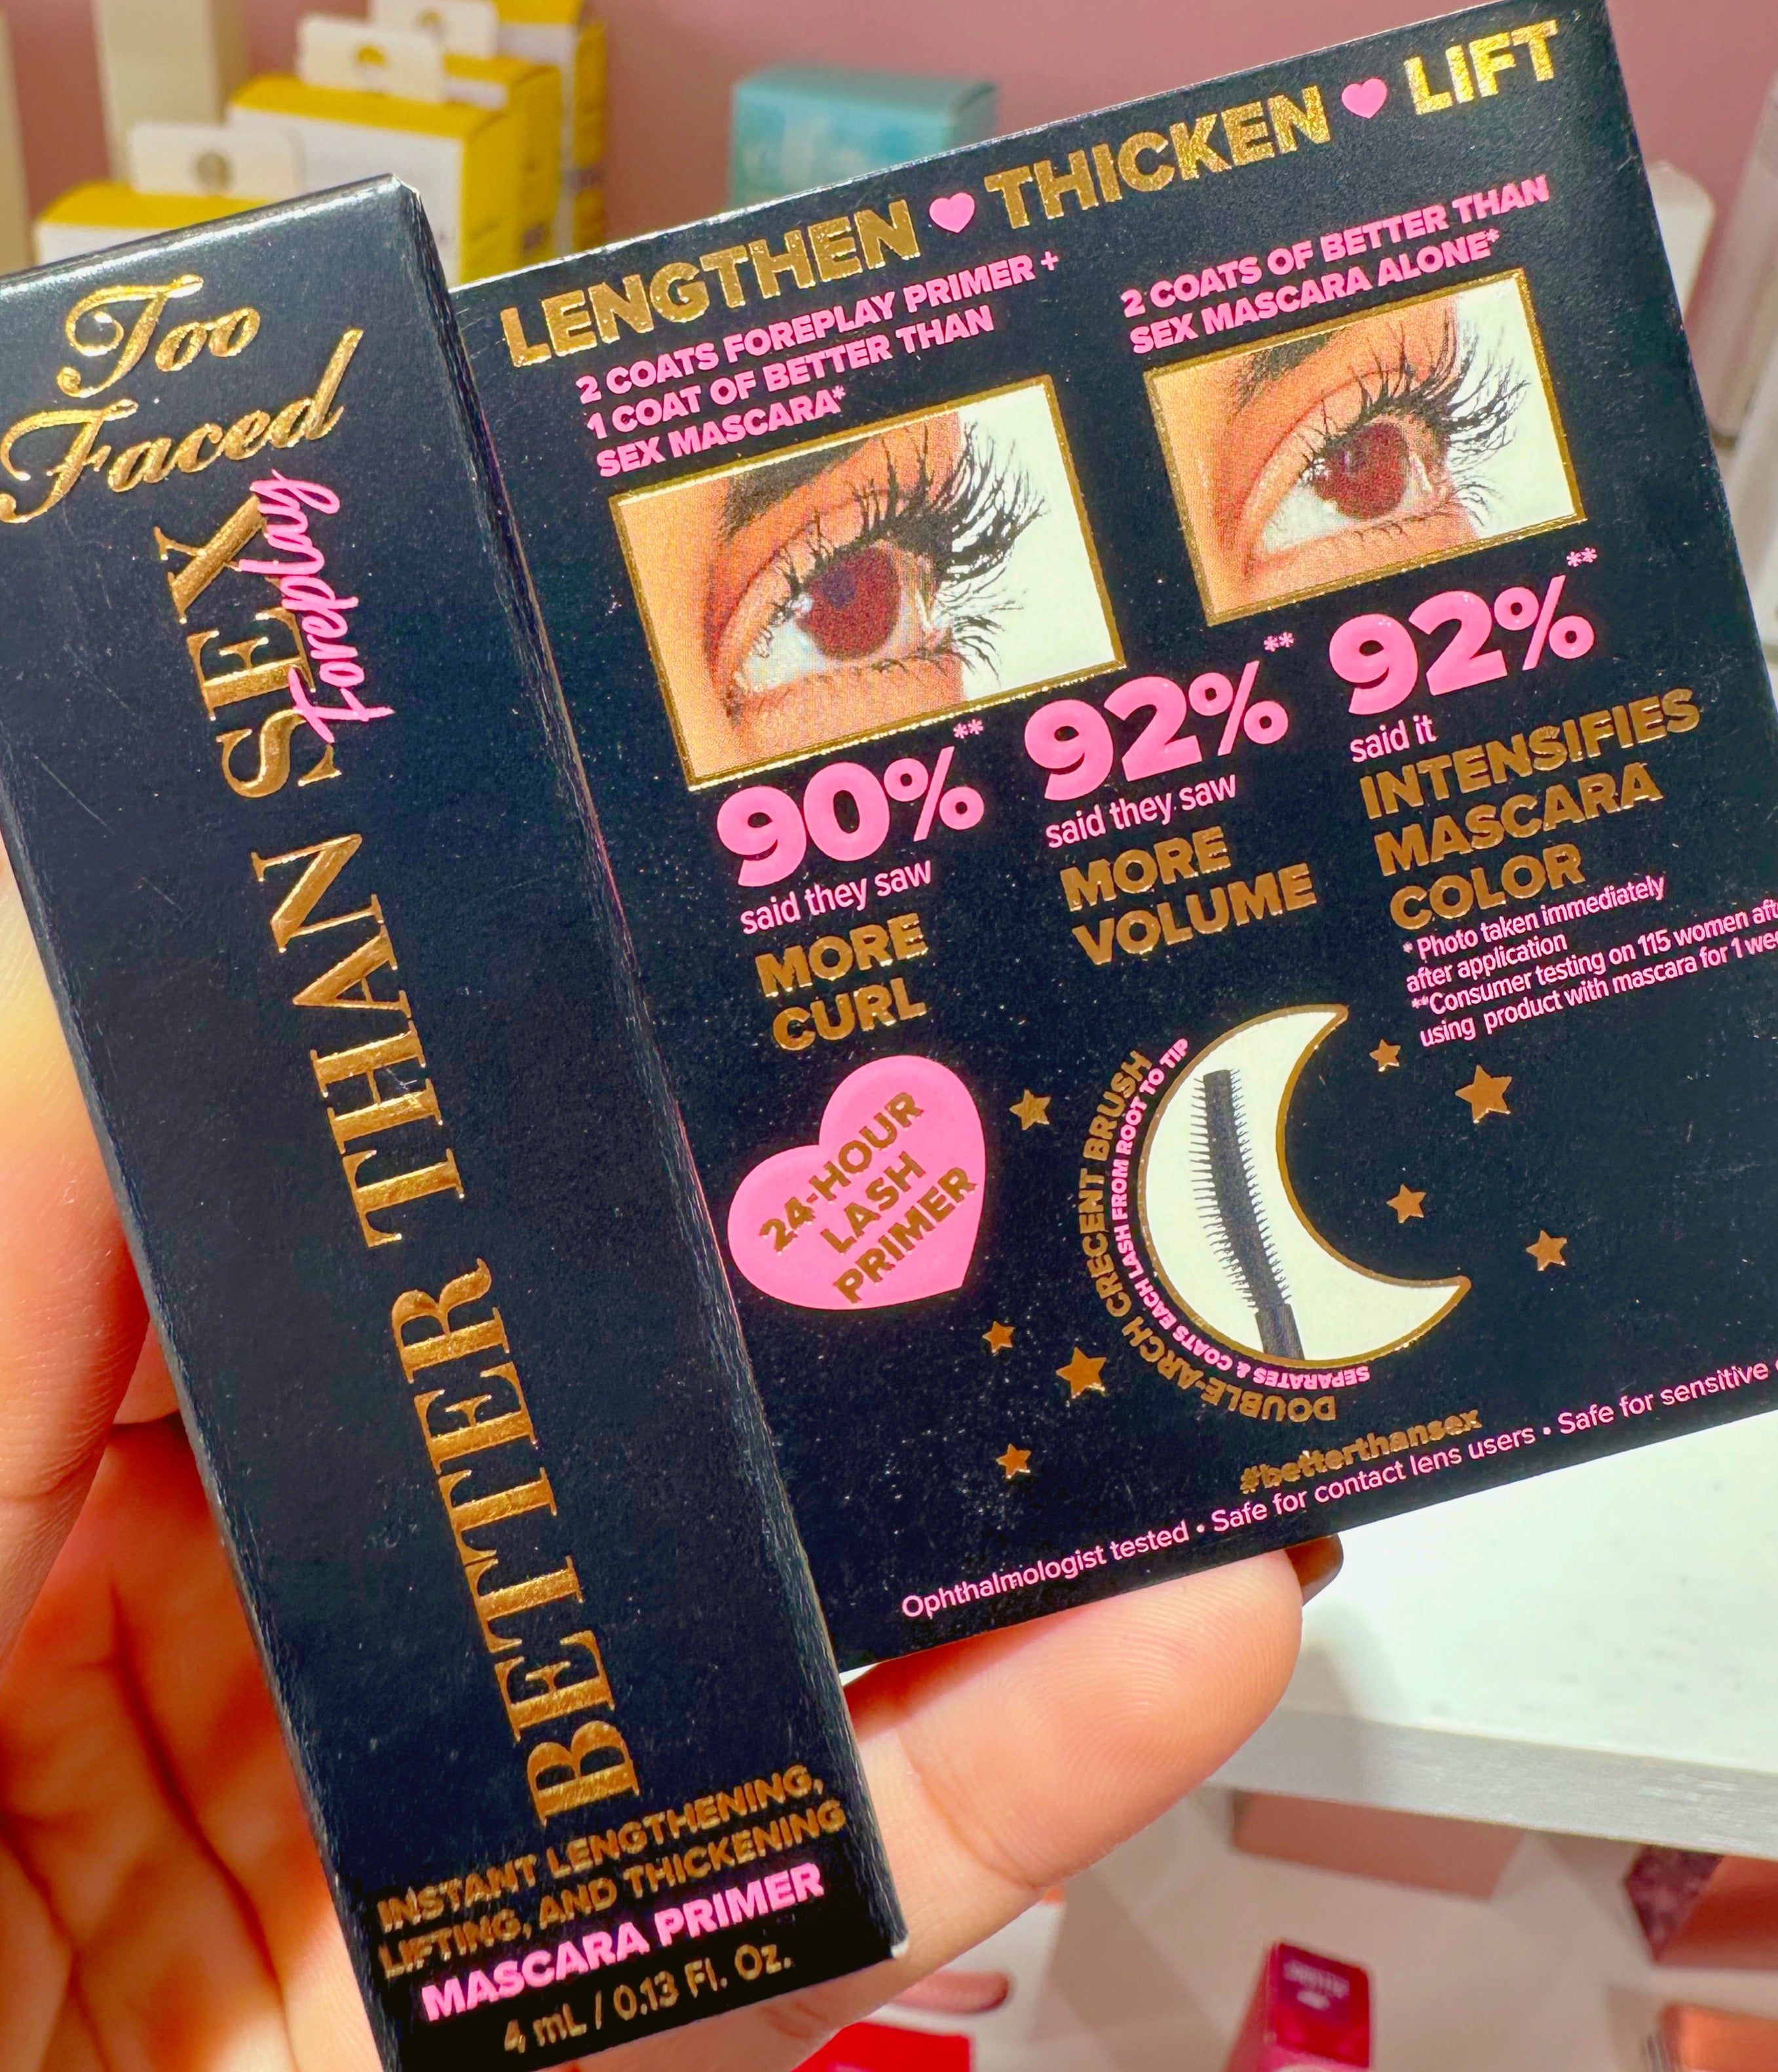 Too
Faced
BETTER THAN SEX
Foreplay
INSTANT LENGTHENING,
LIFTING, AND THICKENING
MASCARA PRIMER
4 mL / 0.13 Fl. Oz.
LENGTHEN ♥ THICKEN ♥ LIFT
2 COATS FOREPLAY PRIMER +
1 COAT OF BETTER THAN
SEX MASCARA*
2 COATS OF BETTER THAN
SEX MASCARA ALONE*
90%**
said they saw
MORE
CURL
92%**
said they saw
MORE
VOLUME
92%**
said it
INTENSIFIES
MASCARA
COLOR
* Photo taken immediately
after application
**Consumer testing on 115 women
using product with mascara for 1
24-HOUR
LASH
PRIMER
DOUBLE-ARCH CRECENT BRUSH
SEPARATES & COATS EACH LASH FROM ROOT TO TIP
#betterthansex
Ophthalmologist tested • Safe for contact lens users • Safe for sensitive